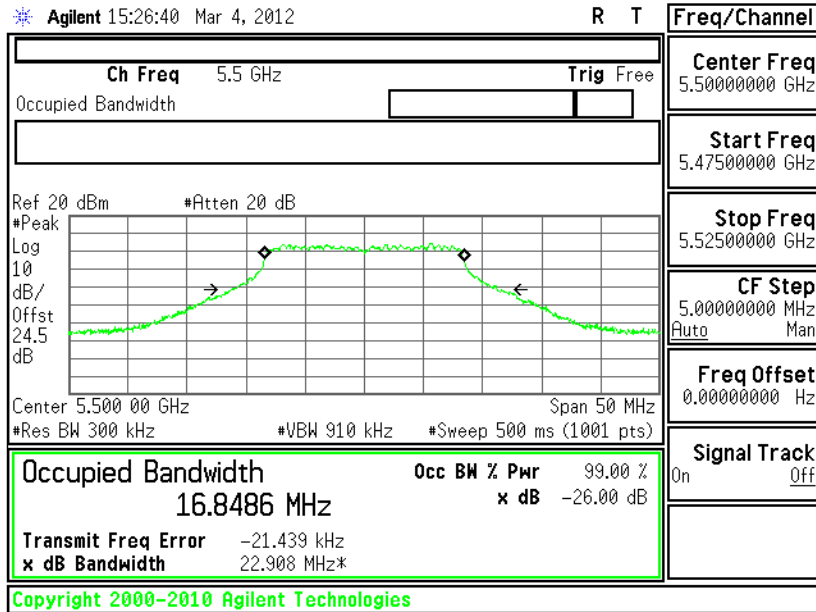 Agilent 15:26:40 Mar 4, 2012 R T
Ch Freq 5.5 GHz Trig Free
Occupied Bandwidth
Ref 20 dBm #Atten 20 dB
#Peak
Log
10
dB/
Offst
24.5
dB
Center 5.500 00 GHz Span 50 MHz
#Res BW 300 kHz #VBW 910 kHz #Sweep 500 ms (1001 pts)
Occupied Bandwidth
16.8486 MHz
Occ BW % Pwr 99.00 %
x dB -26.00 dB
Transmit Freq Error -21.439 kHz
x dB Bandwidth 22.908 MHz*
Copyright 2000-2010 Agilent Technologies
Freq/Channel
Center Freq
5.50000000 GHz
Start Freq
5.47500000 GHz
Stop Freq
5.52500000 GHz
CF Step
5.00000000 MHz
Auto Man
Freq Offset
0.00000000 Hz
Signal Track
On Off